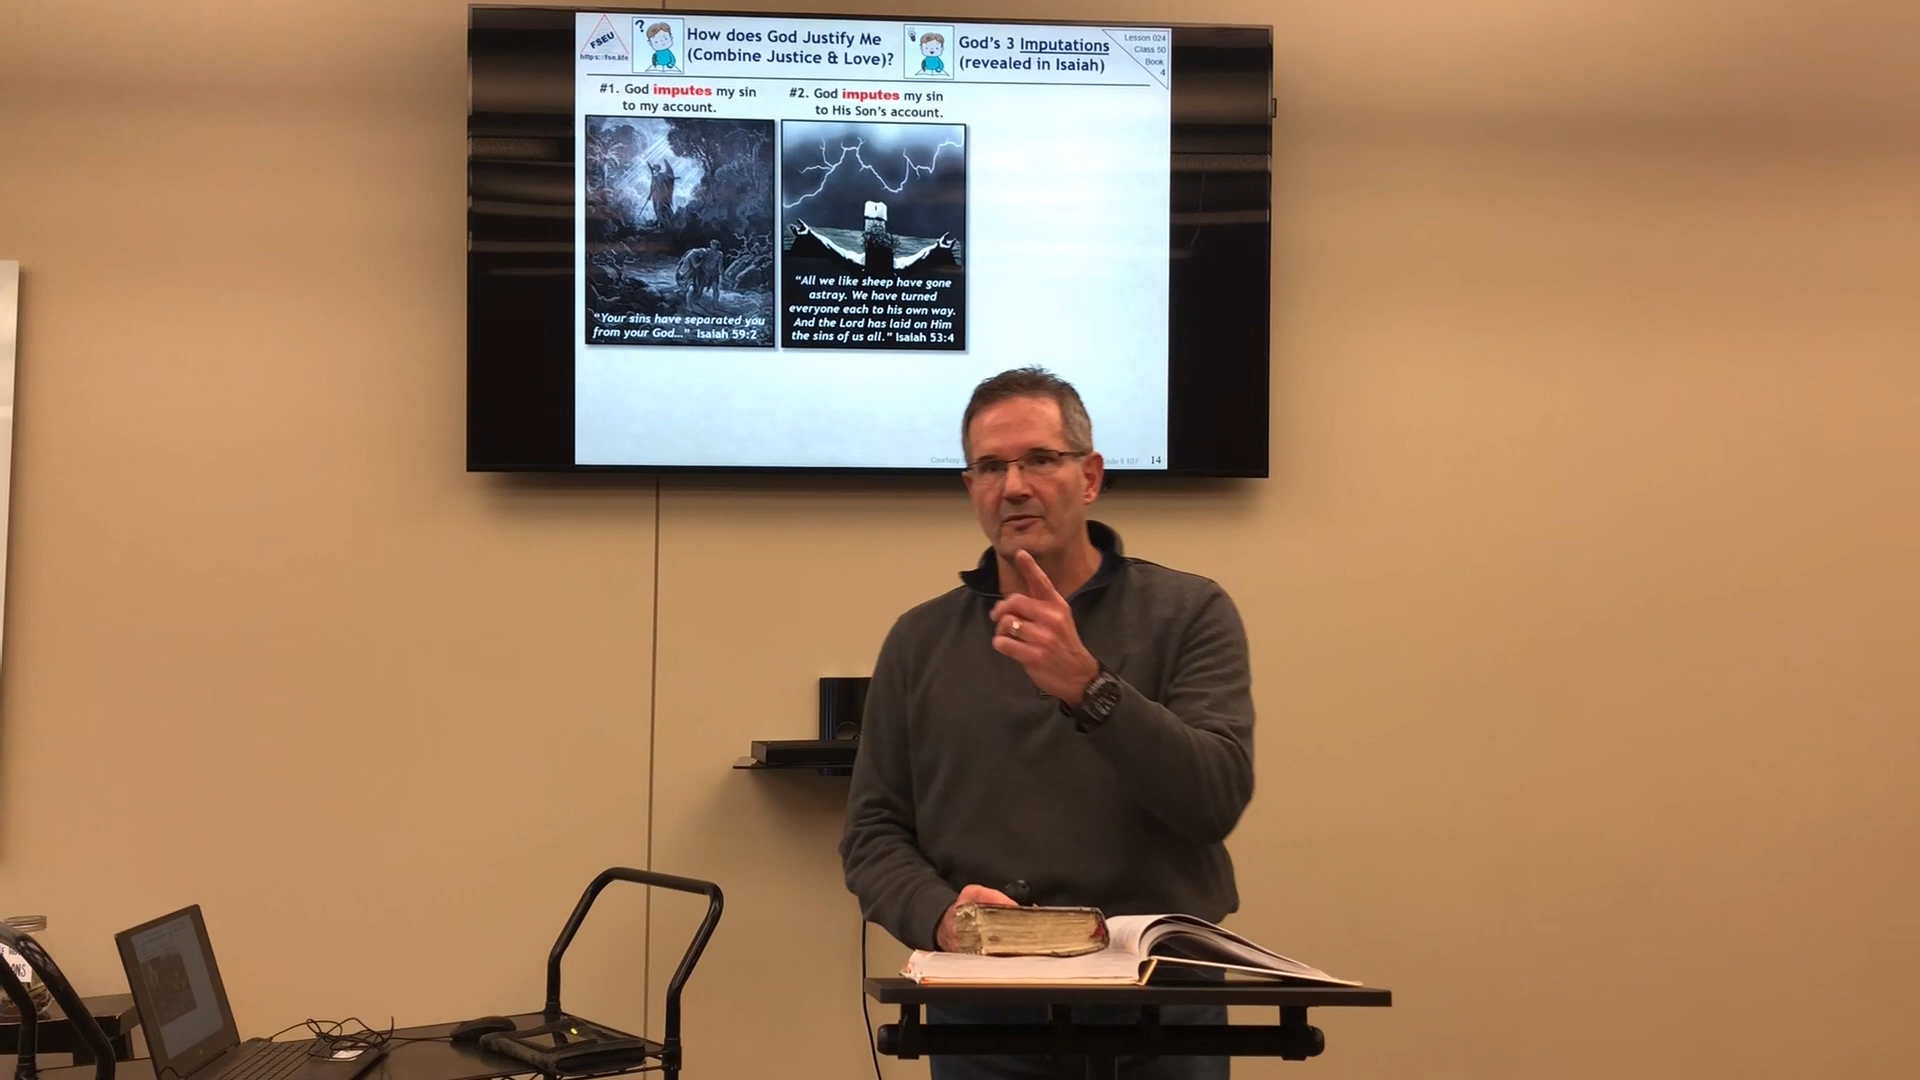 FSEU
https://fse.life
?
How does God Justify Me
(Combine Justice & Love)?
God's 3 Imputations
(revealed in Isaiah)
Lesson 024
Class 50
Book
4
#1. God imputes my sin
to my account.
#2. God imputes my sin
to His Son's account.
"Your sins have separated you
from your God..." Isaiah 59:2
"All we like sheep have gone
astray. We have turned
everyone each to his own way.
And the Lord has laid on Him
the sins of us all." Isaiah 53:4
Courtesy
14